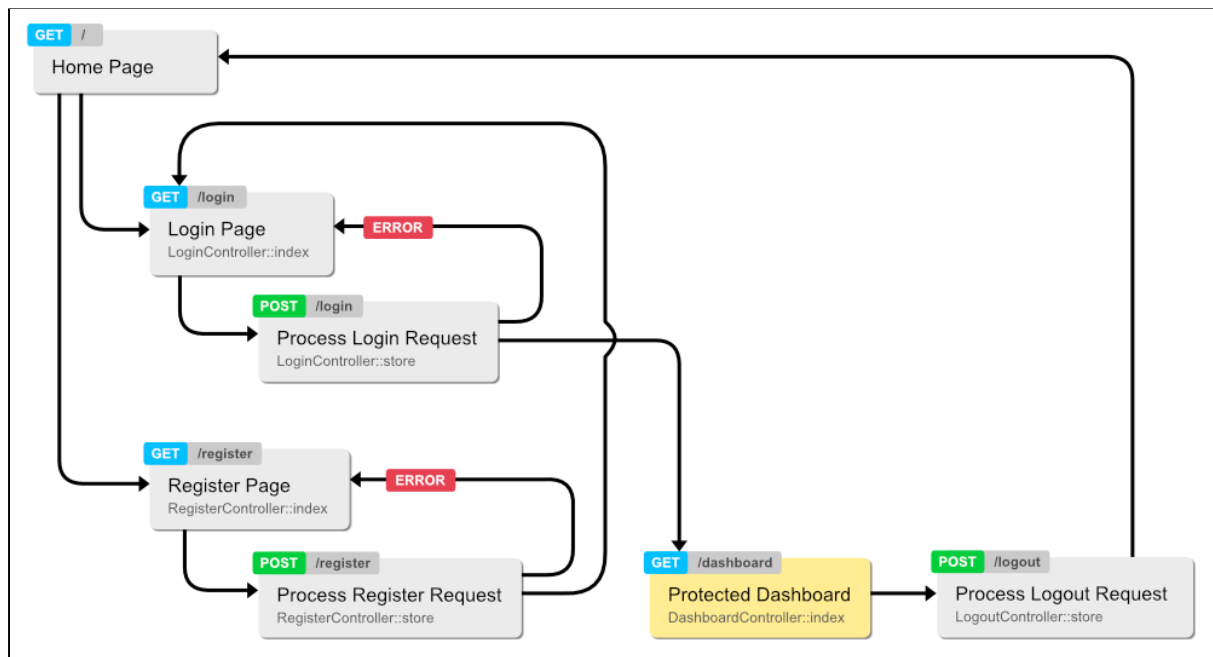 GET /
Home Page
GET /login
Login Page
LoginController::index
ERROR
POST /login
Process Login Request
LoginController::store
GET /register
Register Page
RegisterController::index
ERROR
POST /register
Process Register Request
RegisterController::store
GET /dashboard
Protected Dashboard
DashboardController::index
POST /logout
Process Logout Request
LogoutController::store